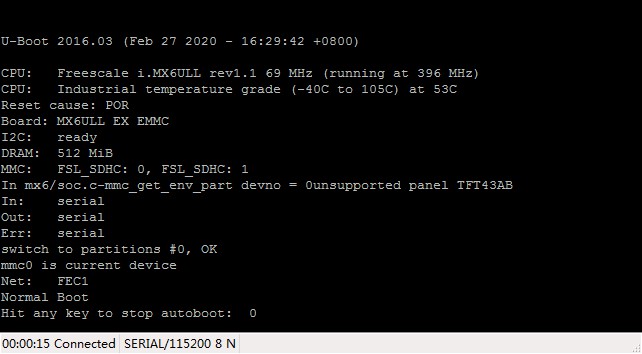 U-Boot 2016.03 (Feb 27 2020 - 16:29:42 +0800)
CPU: Freescale i.MX6ULL rev1.1 69 MHz (running at 396 MHz)
CPU: Industrial temperature grade (-40C to 105C) at 53C
Reset cause: POR
Board: MX6ULL EX EMMC
I2C: ready
DRAM: 512 MiB
MMC: FSL_SDHC: 0, FSL_SDHC: 1
In mx6/soc.c-mmc_get_env_part devno = 0unsupported panel TFT43AB
In: serial
Out: serial
Err: serial
switch to partitions #0, OK
mmc0 is current device
Net: FEC1
Normal Boot
Hit any key to stop autoboot: 0
00:00:15 Connected SERIAL/115200 8 N